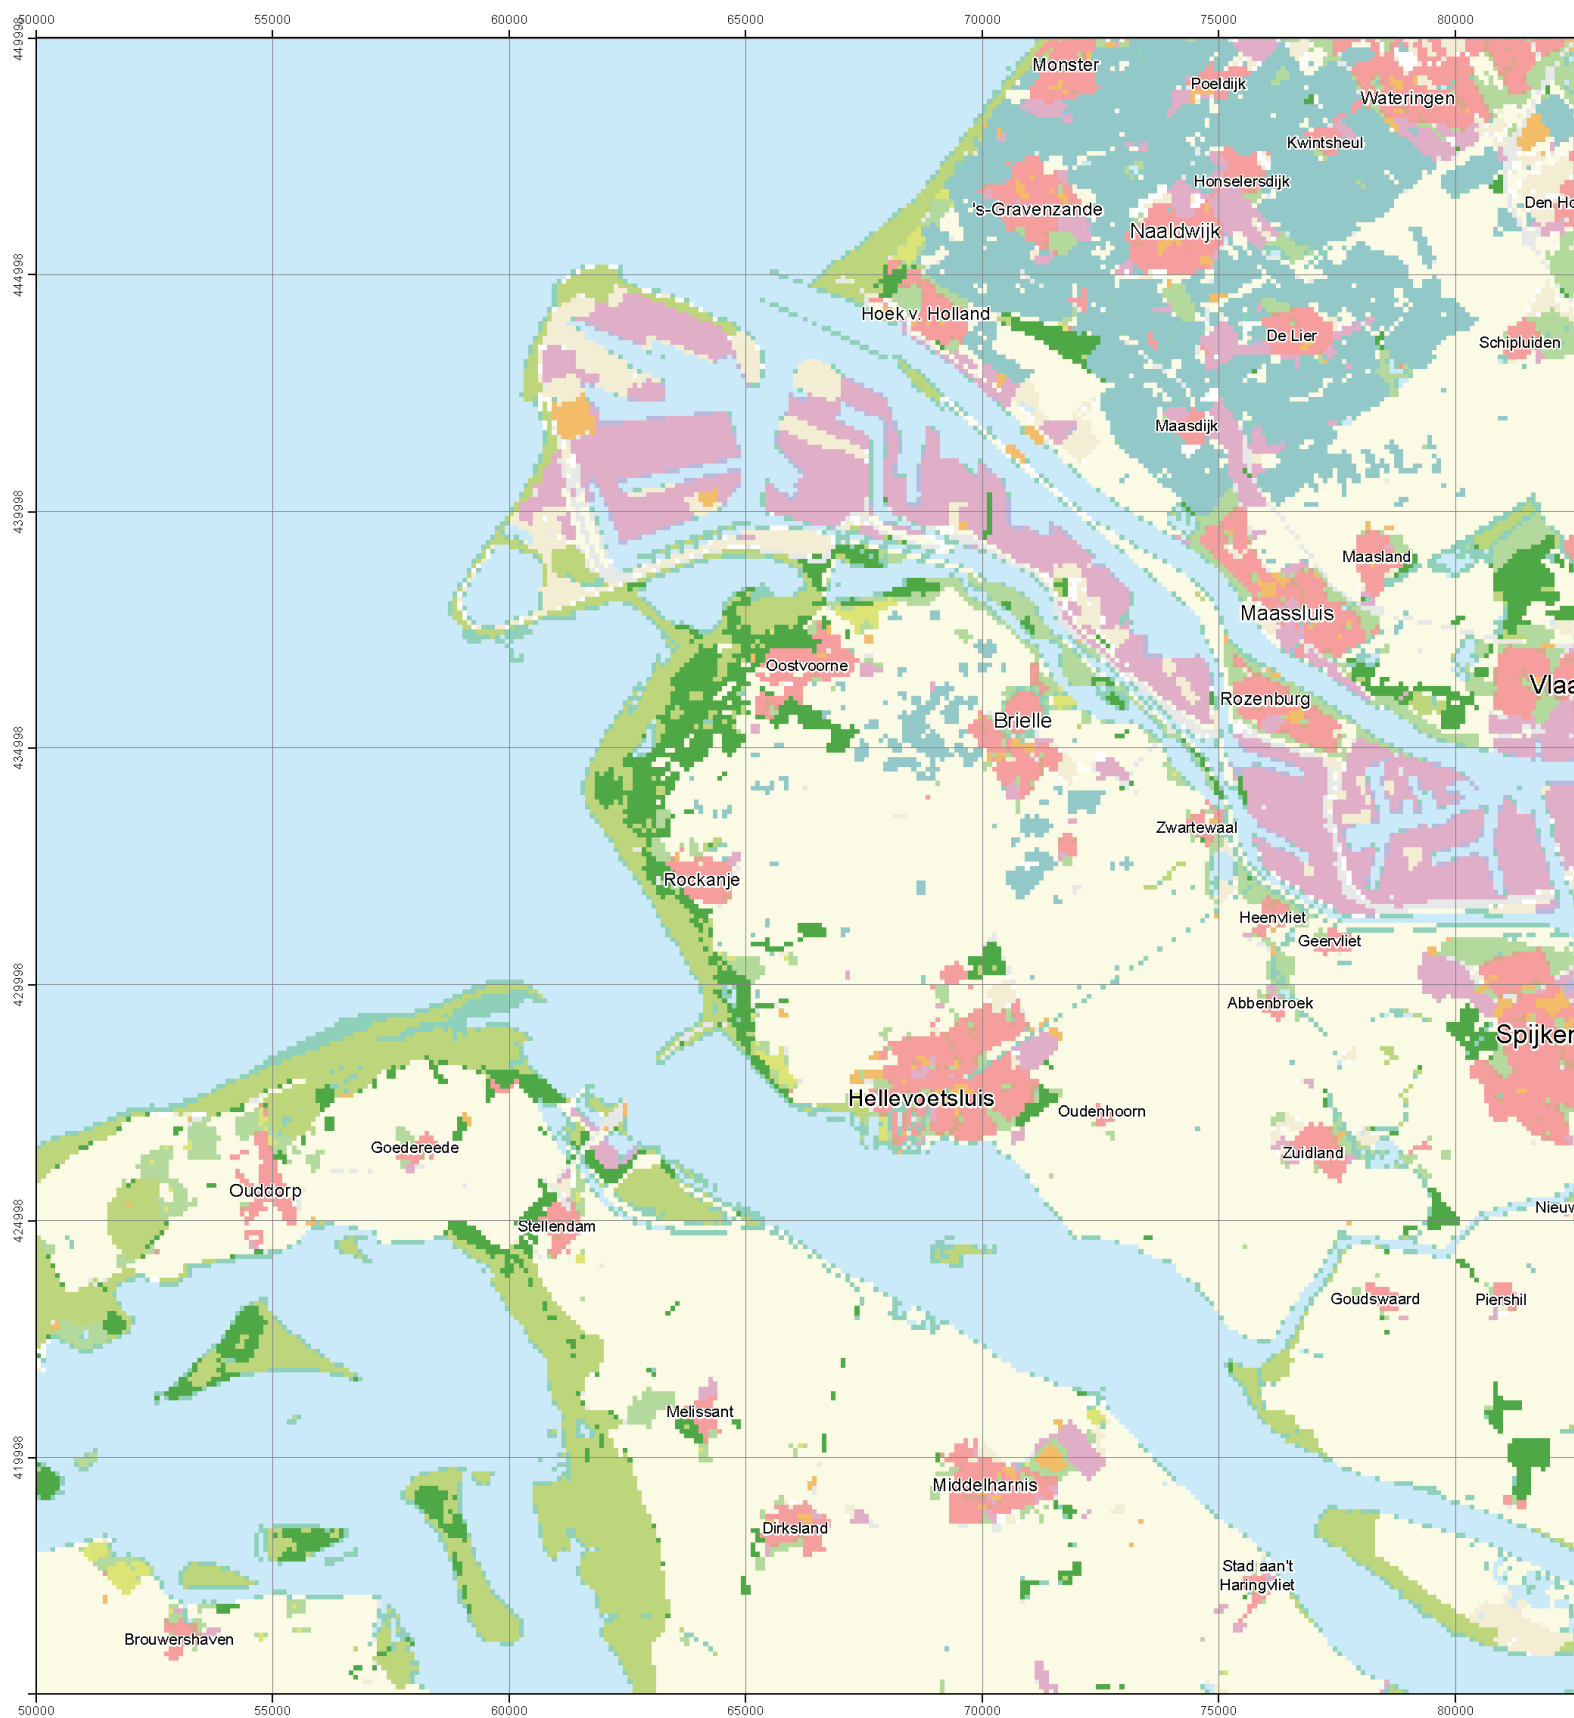 50000 55000 60000 65000 70000 75000 80000
449998
Monster
Poeldijk
Wateringen
Kwintsheul
Honselersdijk
Den Ho
's-Gravenzande
Naaldwijk
444998
Hoek v. Holland
De Lier
Schipluiden
Maasdijk
439998
Maasland
Maassluis
Oostvoorne
Vlaa
Rozenburg
Brielle
434998
Zwartewaal
Rockanje
Heenvliet
Geervliet
429998
Abbenbroek
Spijker
Hellevoetsluis
Oudenhoorn
Goedereede
Zuidland
Ouddorp
Nieuw
424998
Stellendam
Goudswaard
Piershil
Melissant
419998
Middelharnis
Dirksland
Stad aan't
Haringvliet
Brouwershaven
50000 55000 60000 65000 70000 75000 80000